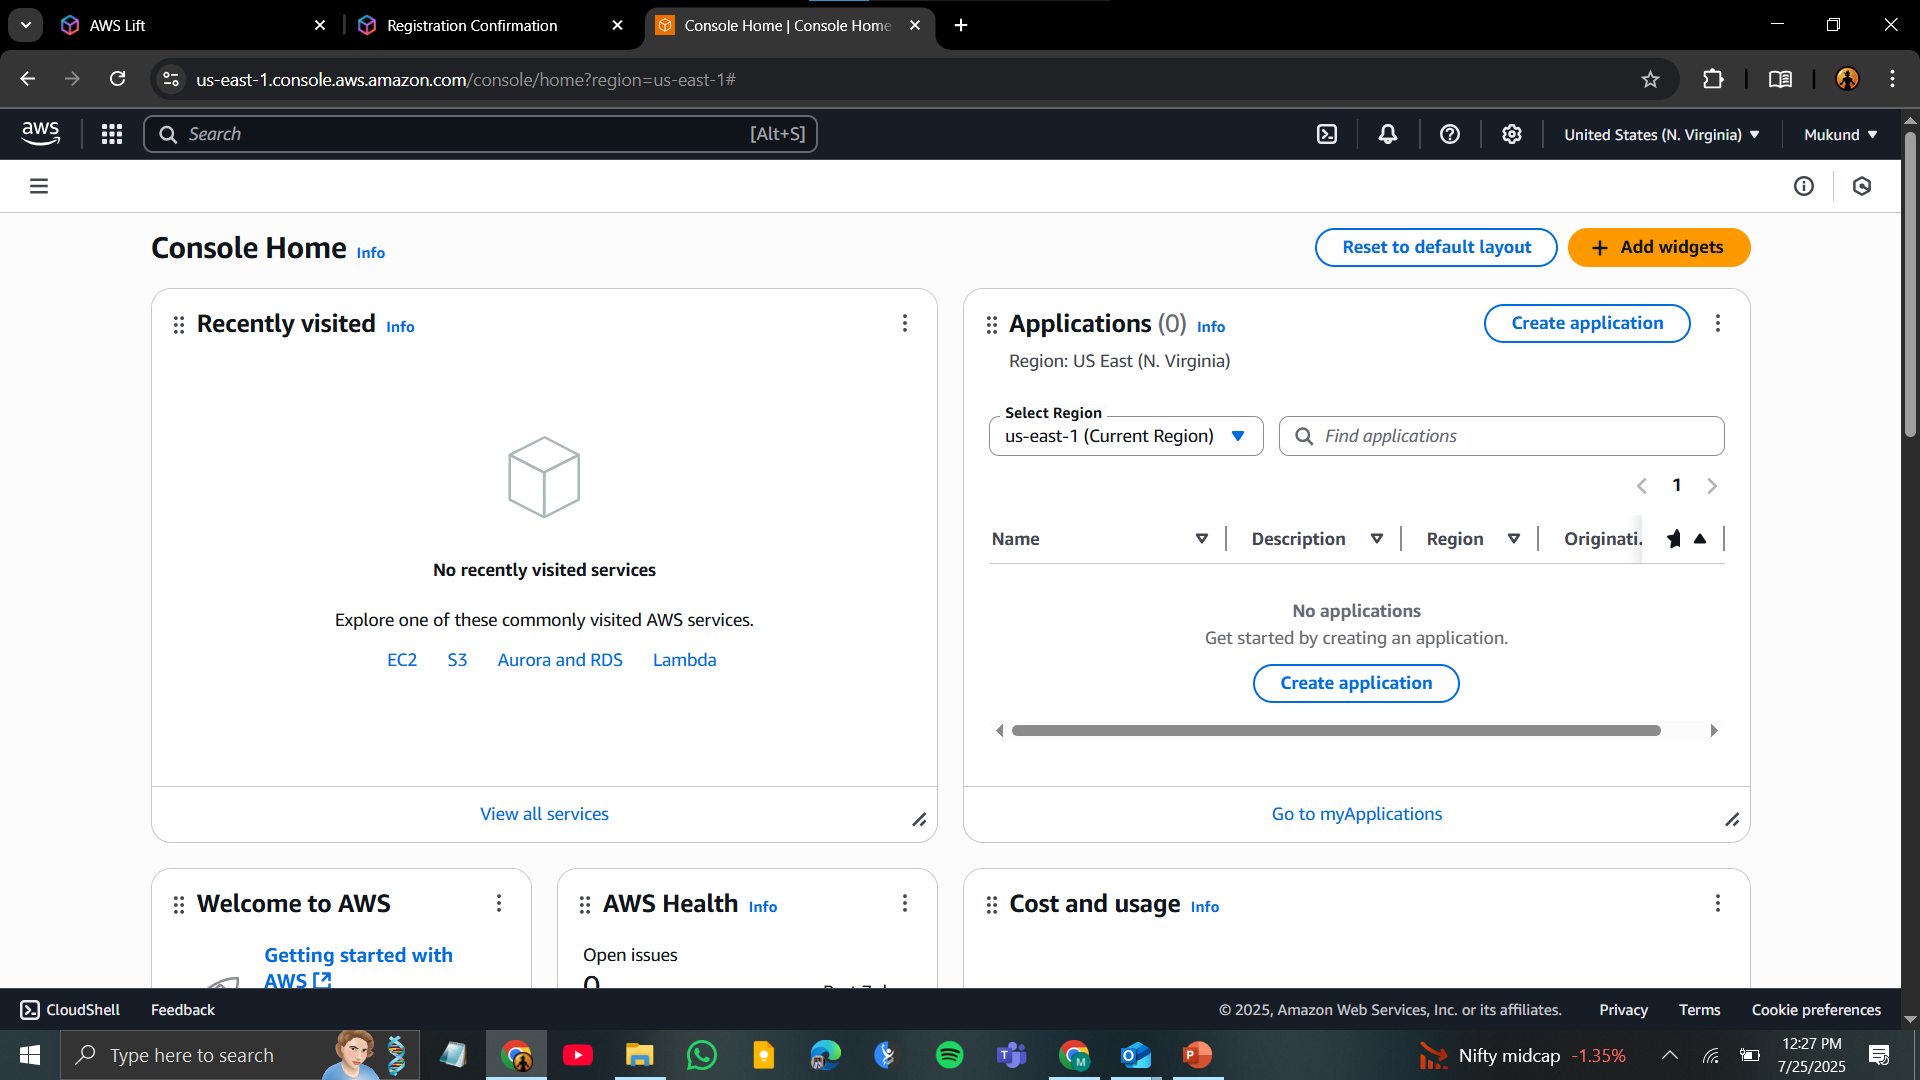 AWS Lift
Registration Confirmation
Console Home | Console Home
us-east-1.console.aws.amazon.com/console/home?region=us-east-1#
aws
Search
[Alt+S]
United States (N. Virginia)
Mukund
Console Home Info
Reset to default layout
Add widgets
Recently visited Info
No recently visited services
Explore one of these commonly visited AWS services.
EC2 S3 Aurora and RDS Lambda
View all services
Applications (0) Info
Create application
Region: US East (N. Virginia)
Select Region
us-east-1 (Current Region)
Find applications
1
Name Description Region Originati.
No applications
Get started by creating an application.
Create application
Go to myApplications
Welcome to AWS
Getting started with
AWS
AWS Health Info
Open issues
0
Cost and usage Info
CloudShell
Feedback
© 2025, Amazon Web Services, Inc. or its affiliates.
Privacy
Terms
Cookie preferences
Type here to search
Nifty midcap -1.35%
12:27 PM
7/25/2025